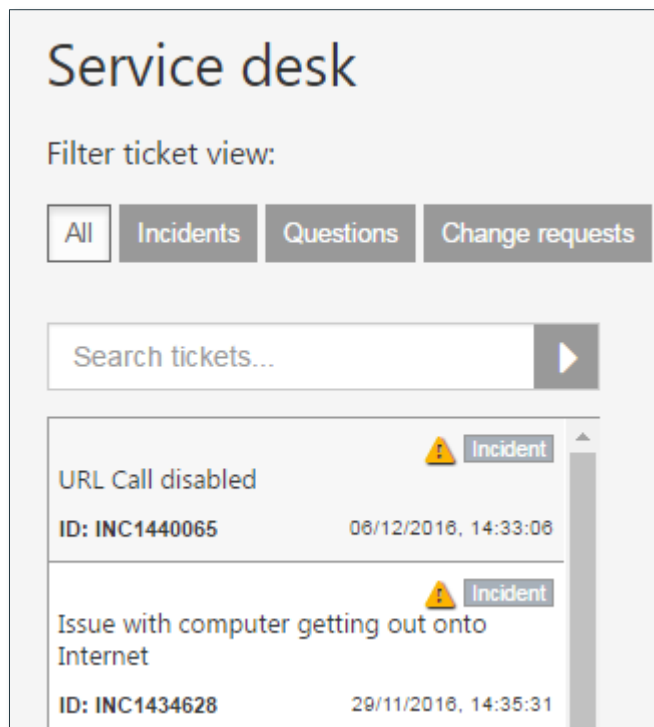 Service desk
Filter ticket view:
All Incidents Questions Change requests
Search tickets...
Incident
URL Call disabled
ID: INC1440065 06/12/2016, 14:33:06
Incident
Issue with computer getting out onto
Internet
ID: INC1434628 29/11/2016, 14:35:31